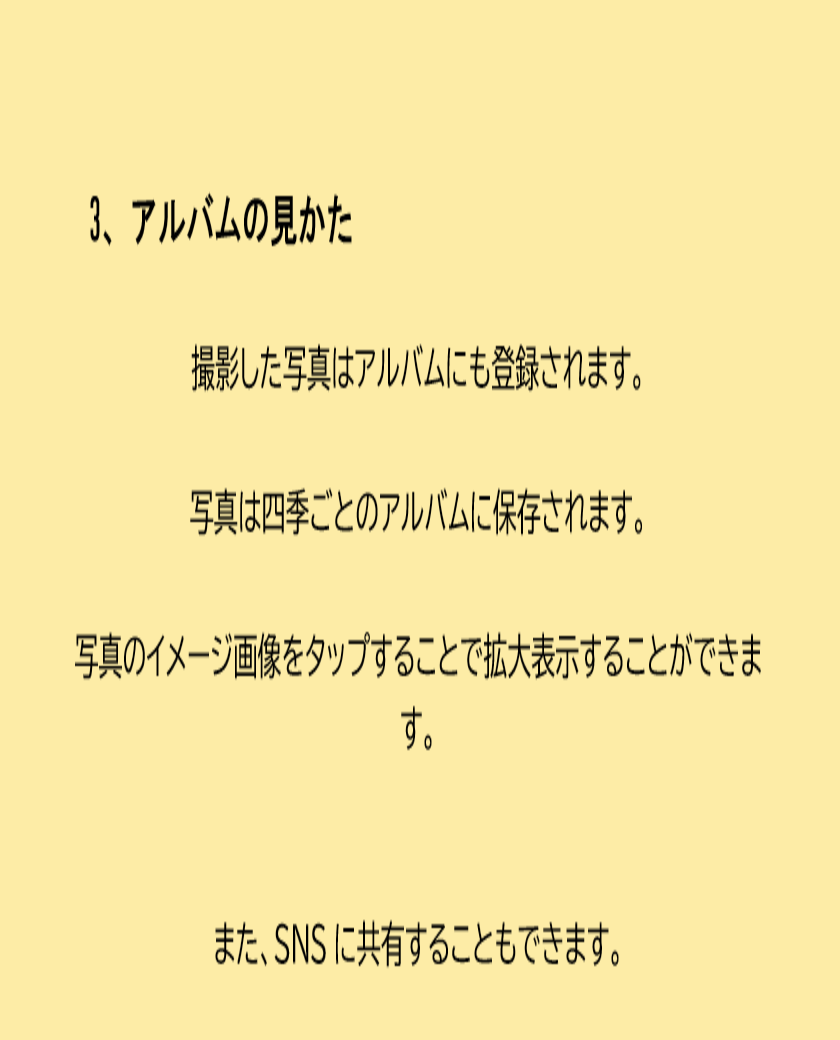 3、アルバムの見かた
撮影した写真はアルバムにも登録されます。
写真は四季ごとのアルバムに保存されます。
写真のイメージ画像をタップすることで拡大表示することができま
す。
また、SNS に共有することもできます。